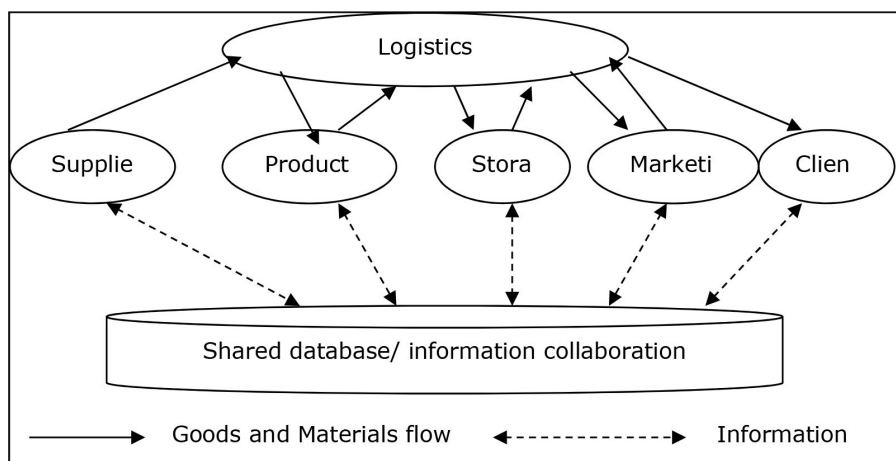 Logistics
Supplie
Product
Stora
Marketi
Clien
Shared database/ information collaboration
Goods and Materials flow
Information